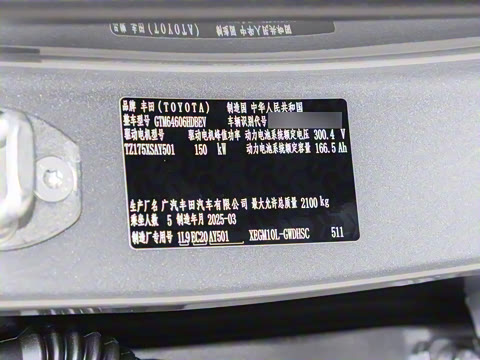 品牌 丰田(TOYOTA) 制造国 中华人民共和国
整车型号 GTM6460GHDBEV 车辆识别代号
驱动电机型号 驱动电机峰值功率 动力电池系统额定电压 300.4 V
TZ175XSAY501 150 kW 动力电池系统额定容量 166.5 Ah
生产厂名 广汽丰田汽车有限公司 最大允许总质量 2100 kg
乘坐人数 5 制造年月 2025-03
制造厂专用号 1L9 EC20 AY501 XEGM10L-GWDHSC 511